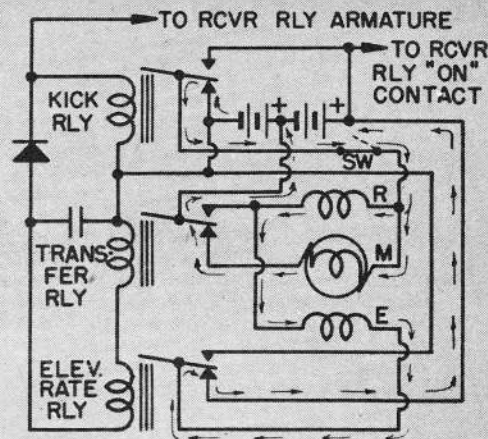 TO RCVR RLY ARMATURE
TO RCVR
RLY "ON"
CONTACT
KICK
RLY
+
+
SW
R
TRANS-
FER
RLY
M
E
ELEV.
RATE
RLY